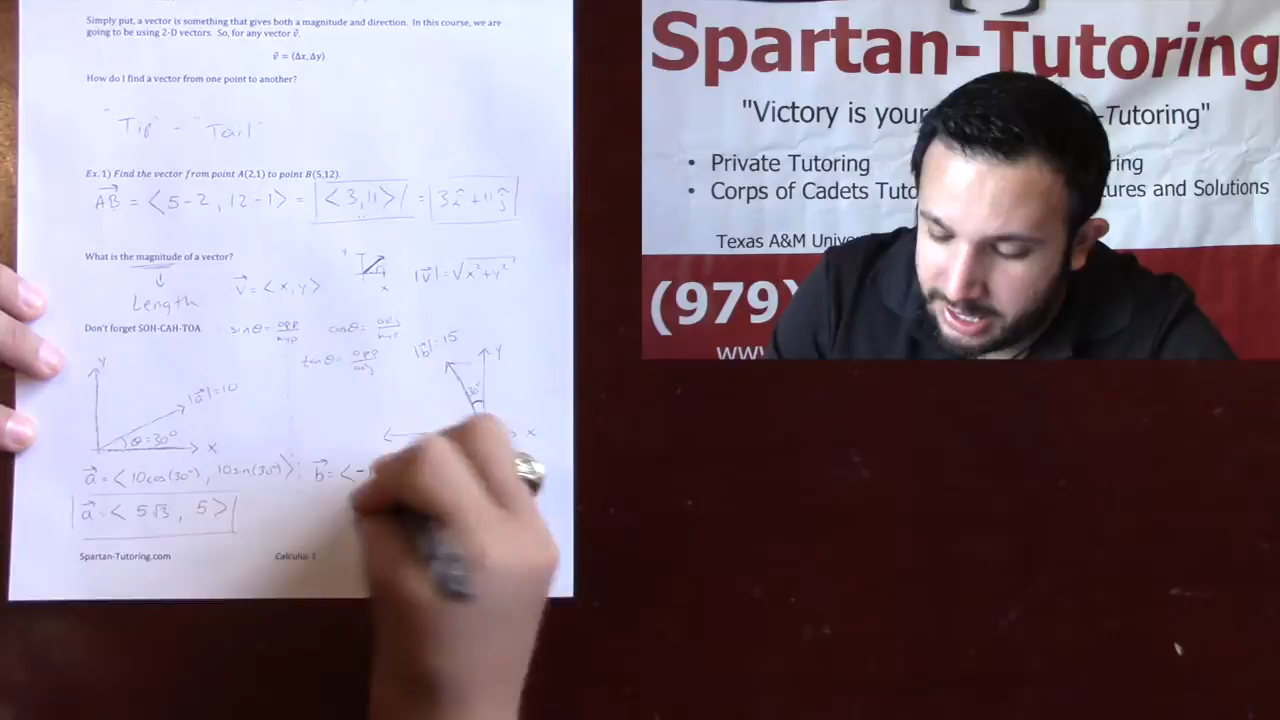 Simply put, a vector is something that gives both a magnitude and direction. In this course, we are
going to be using 2-D vectors. So, for any vector v⃗,
v⃗ = ⟨Δx, Δy⟩
How do I find a vector from one point to another?
"Tip" - "Tail"
Ex. 1) Find the vector from point A(2,1) to point B(5,12).
AB⃗ = <5-2, 12-1> = <3,11> = 3î+11ĵ
What is the magnitude of a vector?
Length
v⃗ = <x,y>
y
x
|v⃗| = √x²+y²
Don't forget SOH-CAH-TOA
sinθ = opp/hyp
cosθ = adj/hyp
tanθ = opp/adj
y
|a⃗|=10
θ=30°
x
|b⃗|=15
y
30°
x
a⃗ = <10cos(30°), 10sin(30°)>; b⃗ = <-
a⃗ = <5√3, 5>
Spartan-Tutoring.com
Calculus 1
Spartan-Tutoring
"Victory is your -Tutoring"
• Private Tutoring ring
• Corps of Cadets Tuto ures and Solutions
Texas A&M Univ
(979)
www